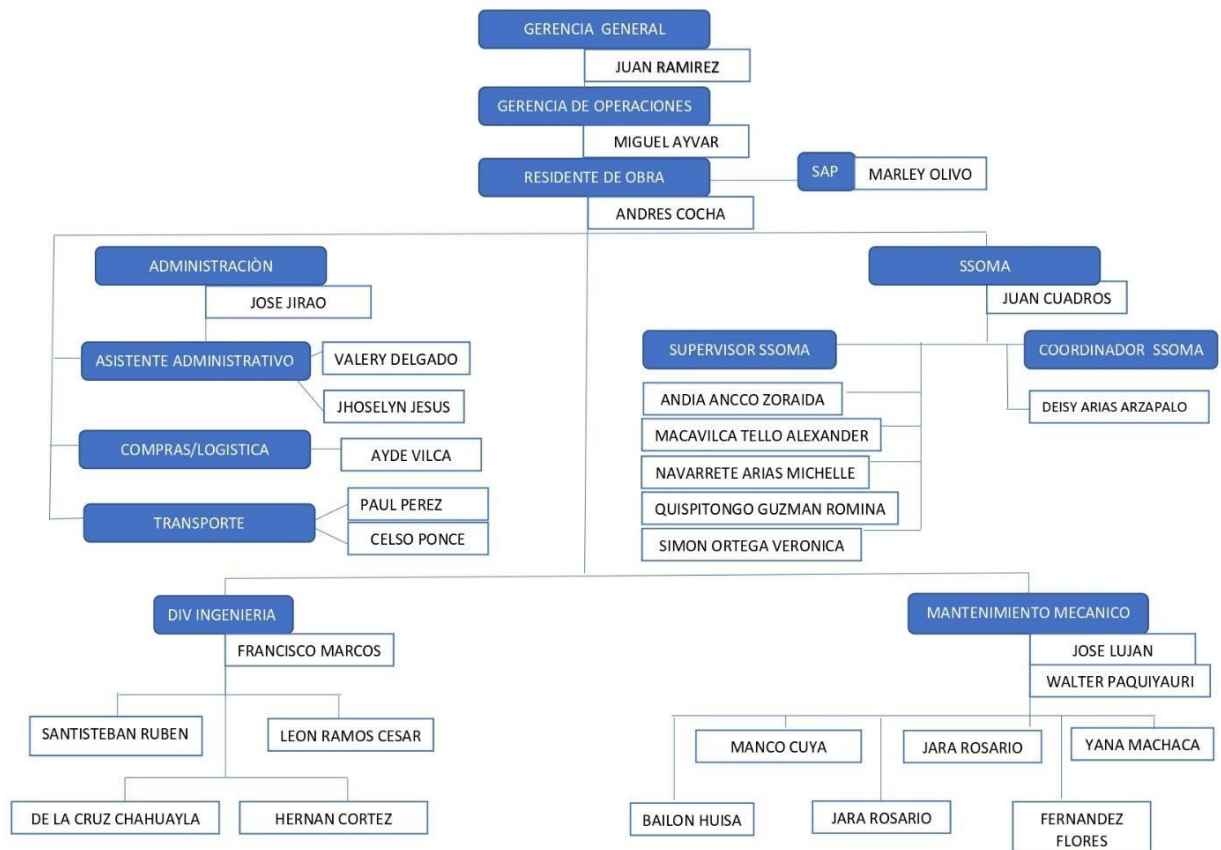 GERENCIA GENERAL
JUAN RAMIREZ
GERENCIA DE OPERACIONES
MIGUEL AYVAR
RESIDENTE DE OBRA
SAP
MARLEY OLIVO
ANDRES COCHA
ADMINISTRACIÒN
JOSE JIRAO
ASISTENTE ADMINISTRATIVO
VALERY DELGADO
JHOSELYN JESUS
COMPRAS/LOGISTICA
AYDE VILCA
TRANSPORTE
PAUL PEREZ
CELSO PONCE
SSOMA
JUAN CUADROS
SUPERVISOR SSOMA
COORDINADOR SSOMA
ANDIA ANCCO ZORAIDA
DEISY ARIAS ARZAPALO
MACAVILCA TELLO ALEXANDER
NAVARRETE ARIAS MICHELLE
QUISPITONGO GUZMAN ROMINA
SIMON ORTEGA VERONICA
DIV INGENIERIA
FRANCISCO MARCOS
SANTISTEBAN RUBEN
LEON RAMOS CESAR
DE LA CRUZ CHAHUAYLA
HERNAN CORTEZ
MANTENIMIENTO MECANICO
JOSE LUJAN
WALTER PAQUIYAURI
MANCO CUYA
JARA ROSARIO
YANA MACHACA
BAILON HUISA
JARA ROSARIO
FERNANDEZ
FLORES